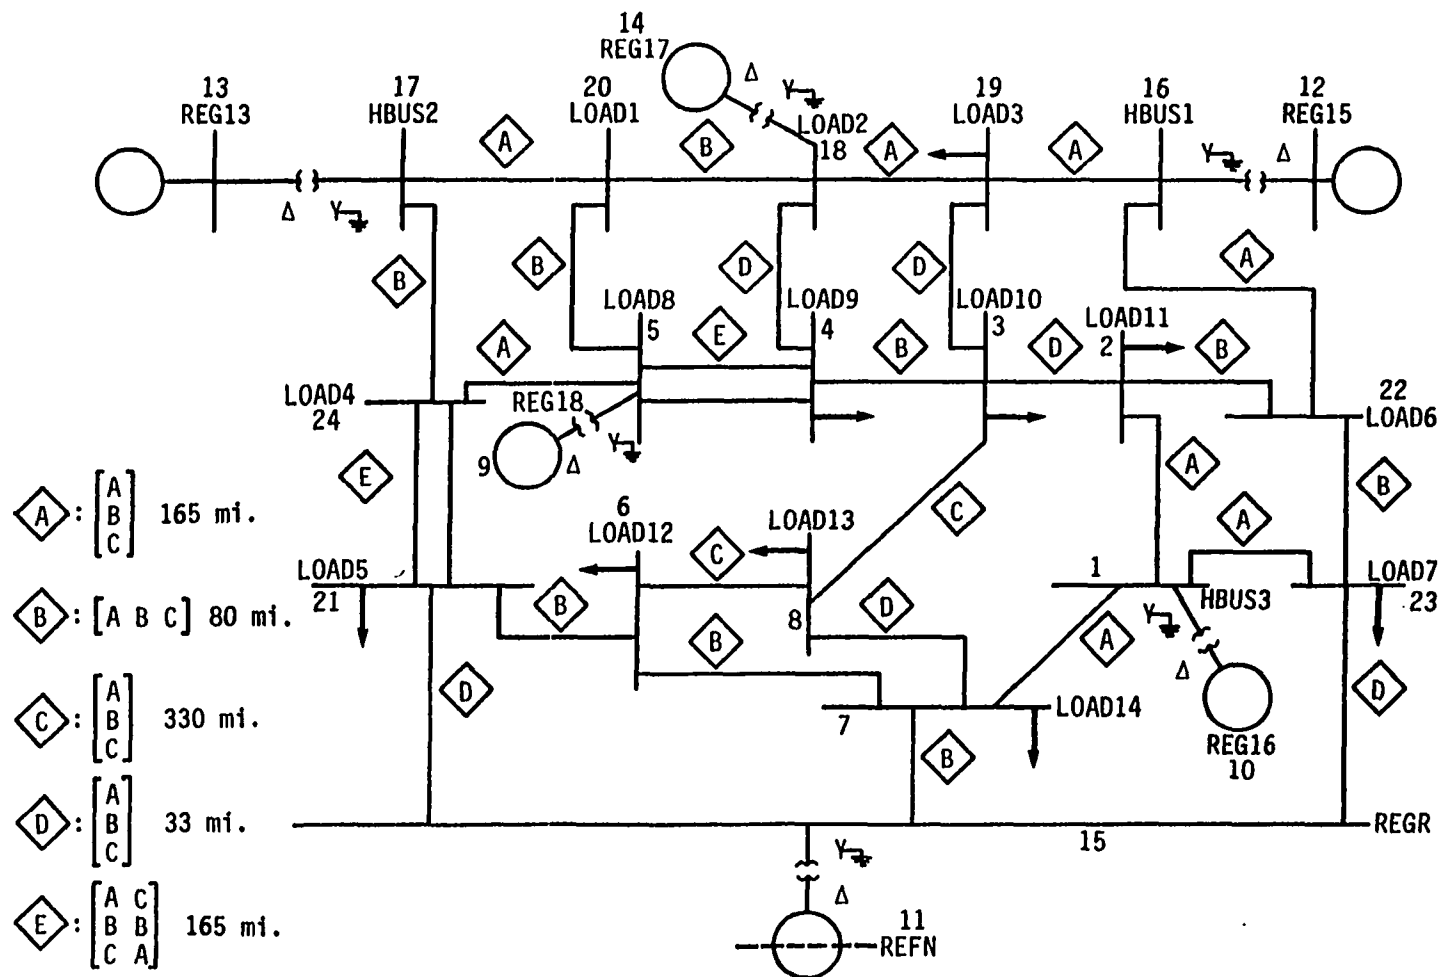 14
REG17
Δ
Y
13
REG13
17
HBUS2
20
LOAD1
LOAD2
18
19
LOAD3
16
HBUS1
12
REG15
A
B
A
A
Y
Δ
Δ
Y
B
B
D
D
A
LOAD8
5
LOAD9
4
LOAD10
3
LOAD11
2
A
E
B
D
B
LOAD4
24
REG18
9
Δ
Y
22
LOAD6
E
A
B
C
A
6
LOAD12
LOAD13
C
LOAD5
21
1
HBUS3
LOAD7
23
B
8
D
B
A
Y
Δ
D
D
7
LOAD14
B
REG16
10
REGR
15
Y
Δ
11
REFN
A : [A B C] 165 mi.
B : [A B C] 80 mi.
C : [A B C] 330 mi.
D : [A B C] 33 mi.
E : [A C B B C A] 165 mi.